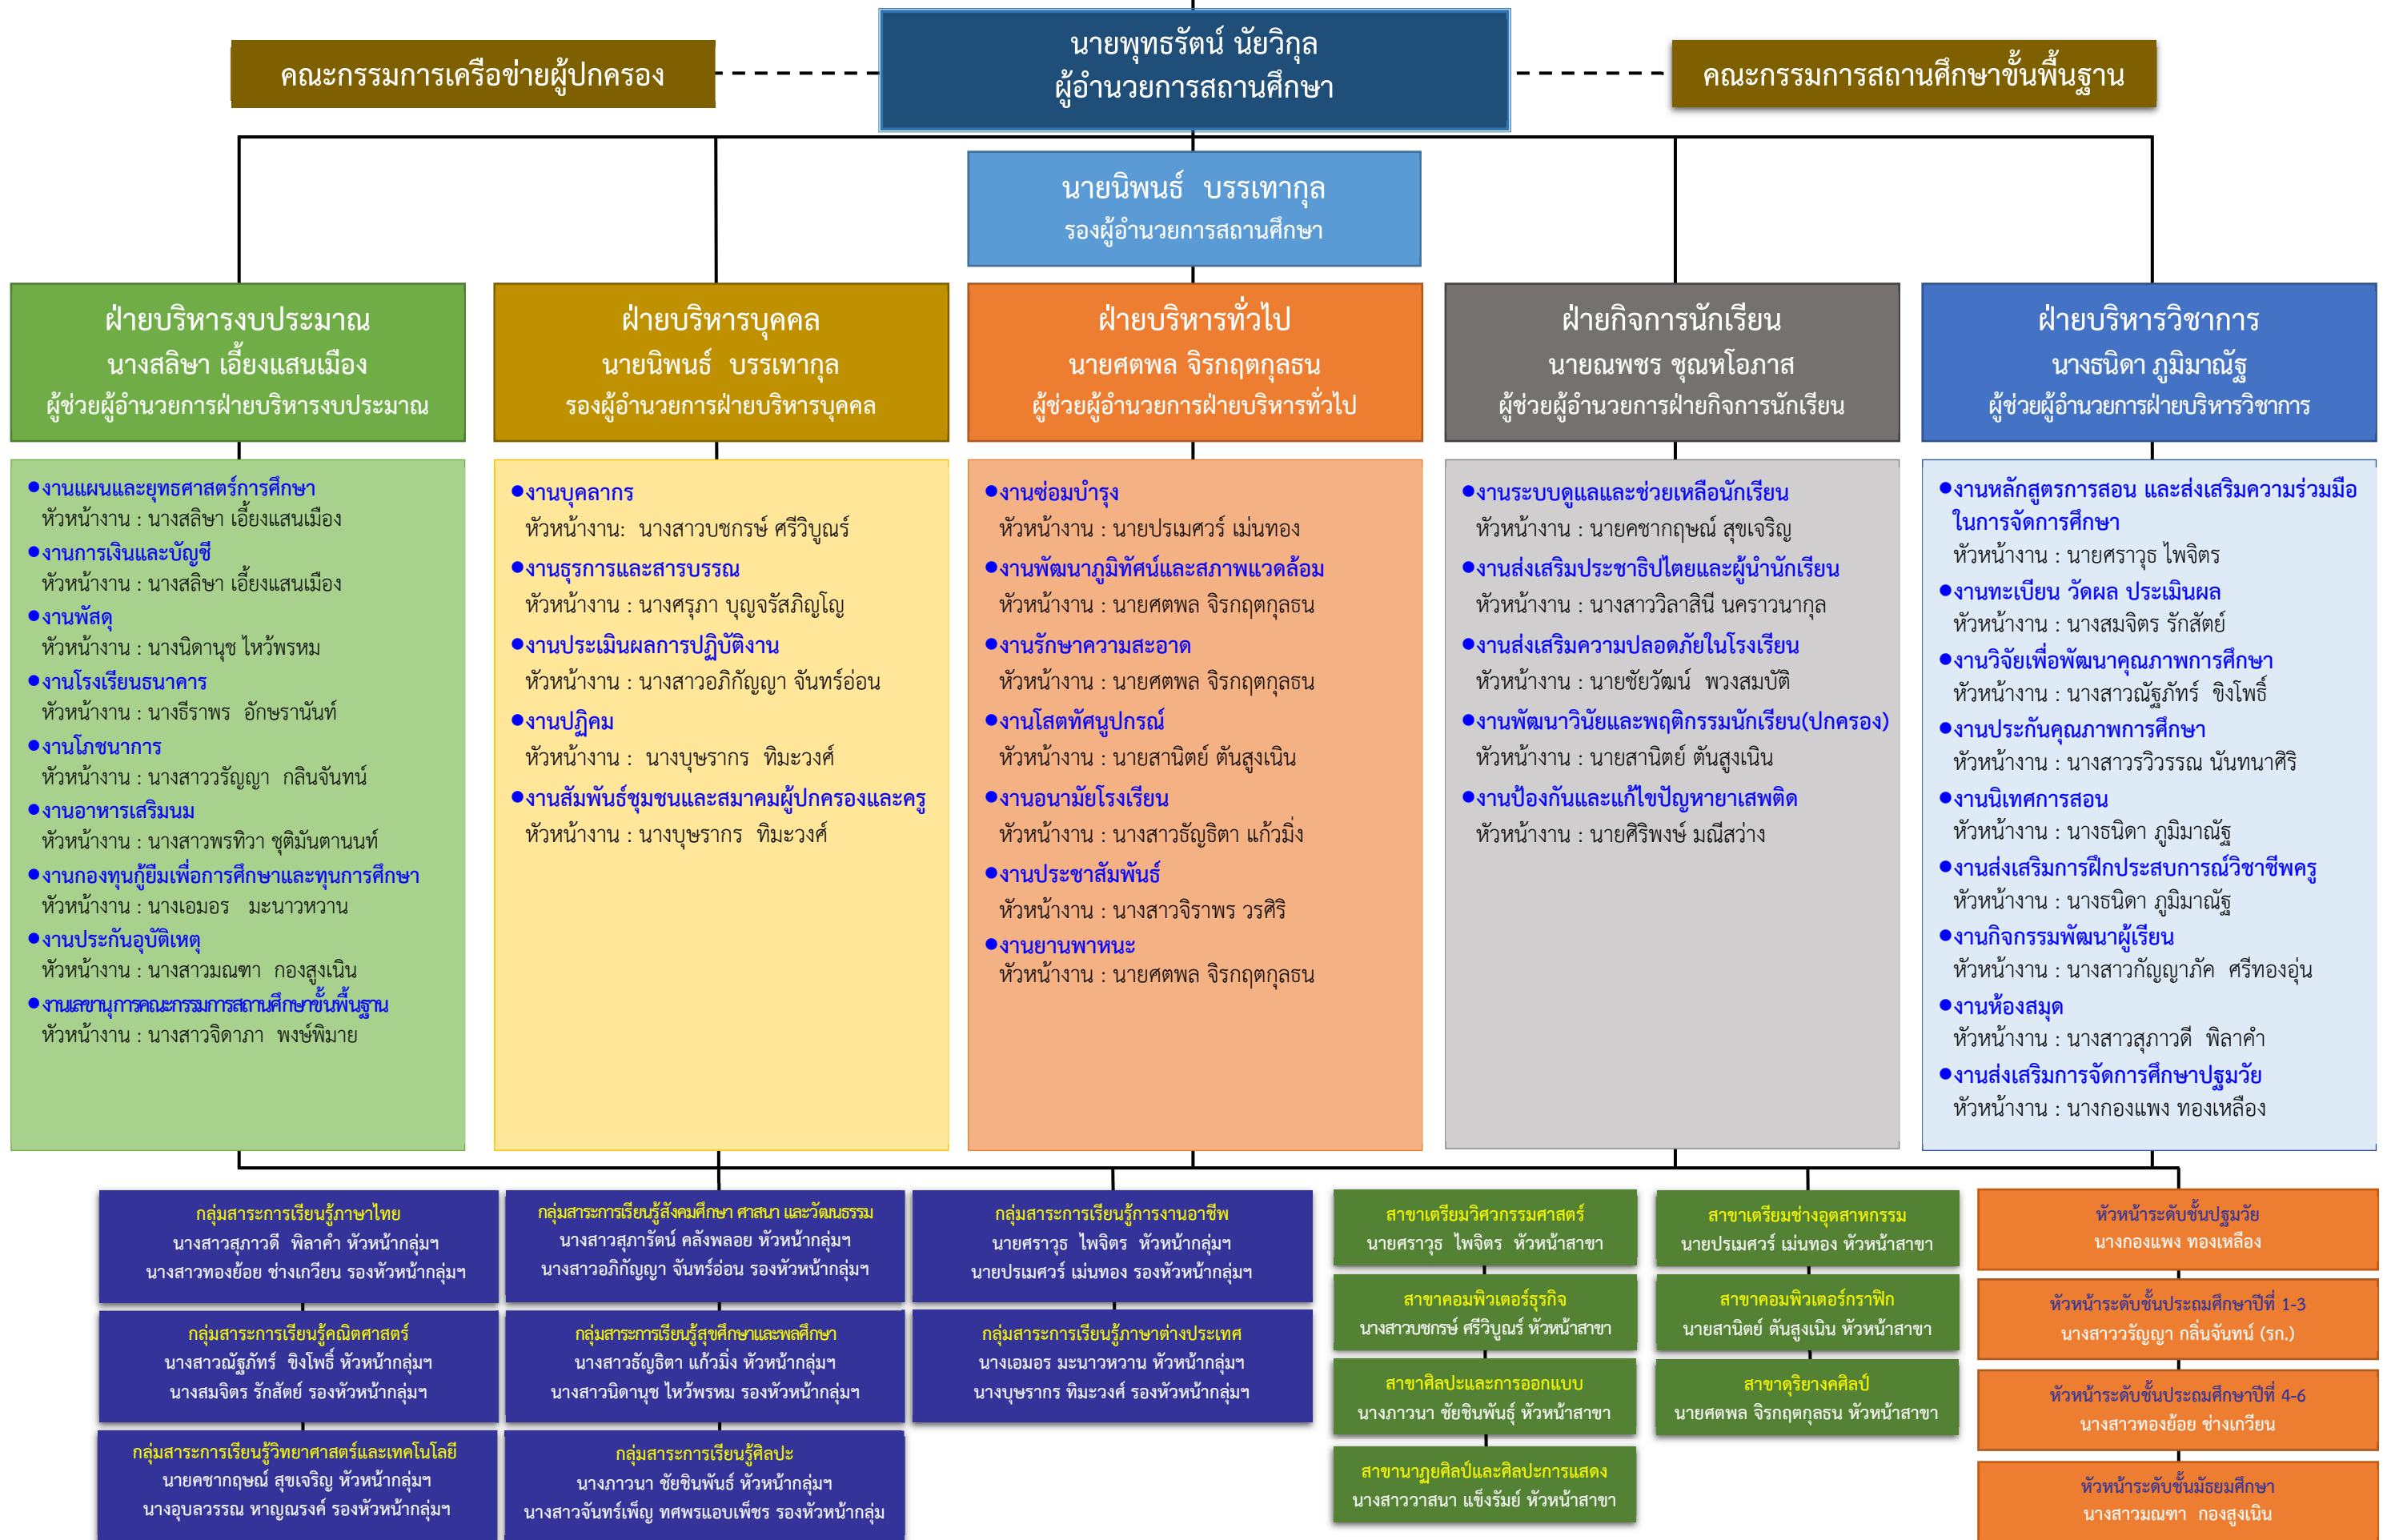 นายพุทธรัตน์ นัยวิกุล
ผู้อำนวยการสถานศึกษา
คณะกรรมการเครือข่ายผู้ปกครอง
คณะกรรมการสถานศึกษาขั้นพื้นฐาน
นายนิพนธ์ บรรเทากุล
รองผู้อำนวยการสถานศึกษา
ฝ่ายบริหารงบประมาณ
นางสลิษา เอี้ยงแสนเมือง
ผู้ช่วยผู้อำนวยการฝ่ายบริหารงบประมาณ
ฝ่ายบริหารบุคคล
นายนิพนธ์ บรรเทากุล
รองผู้อำนวยการฝ่ายบริหารบุคคล
ฝ่ายบริหารทั่วไป
นายศตพล จิรกฤตกุลธน
ผู้ช่วยผู้อำนวยการฝ่ายบริหารทั่วไป
ฝ่ายกิจการนักเรียน
นายณพชร ชุณหโอภาส
ผู้ช่วยผู้อำนวยการฝ่ายกิจการนักเรียน
ฝ่ายบริหารวิชาการ
นางธนิดา ภูมิมาณัฐ
ผู้ช่วยผู้อำนวยการฝ่ายบริหารวิชาการ
●งานแผนและยุทธศาสตร์การศึกษา
หัวหน้างาน : นางสลิษา เอี้ยงแสนเมือง
●งานการเงินและบัญชี
หัวหน้างาน : นางสลิษา เอี้ยงแสนเมือง
●งานพัสดุ
หัวหน้างาน : นางนิดานุช ไหว้พรหม
●งานโรงเรียนธนาคาร
หัวหน้างาน : นางธีราพร อักษรานันท์
●งานโภชนาการ
หัวหน้างาน : นางสาววรัญญา กลินจันทน์
●งานอาหารเสริมนม
หัวหน้างาน : นางสาวพรทิวา ชุติมันตานนท์
●งานกองทุนกู้ยืมเพื่อการศึกษาและทุนการศึกษา
หัวหน้างาน : นางเอมอร มะนาวหวาน
●งานประกันอุบัติเหตุ
หัวหน้างาน : นางสาวมณฑา กองสูงเนิน
●งานเลขานุการคณะกรรมการสถานศึกษาขั้นพื้นฐาน
หัวหน้างาน : นางสาวจิดาภา พงษ์พิมาย
●งานบุคลากร
หัวหน้างาน: นางสาวบชกรษ์ ศรีวิบูณร์
●งานธุรการและสารบรรณ
หัวหน้างาน : นางศรุภา บุญจรัสภิญโญ
●งานประเมินผลการปฏิบัติงาน
หัวหน้างาน : นางสาวอภิกัญญา จันทร์อ่อน
●งานปฏิคม
หัวหน้างาน : นางบุษรากร ทิมะวงศ์
●งานสัมพันธ์ชุมชนและสมาคมผู้ปกครองและครู
หัวหน้างาน : นางบุษรากร ทิมะวงศ์
●งานซ่อมบำรุง
หัวหน้างาน : นายปรเมศวร์ เม่นทอง
●งานพัฒนาภูมิทัศน์และสภาพแวดล้อม
หัวหน้างาน : นายศตพล จิรกฤตกุลธน
●งานรักษาความสะอาด
หัวหน้างาน : นายศตพล จิรกฤตกุลธน
●งานโสตทัศนูปกรณ์
หัวหน้างาน : นายสานิตย์ ตันสูงเนิน
●งานอนามัยโรงเรียน
หัวหน้างาน : นางสาวธัญธิตา แก้วมิ่ง
●งานประชาสัมพันธ์
หัวหน้างาน : นางสาวจิราพร วรศิริ
●งานยานพาหนะ
หัวหน้างาน : นายศตพล จิรกฤตกุลธน
●งานระบบดูแลและช่วยเหลือนักเรียน
หัวหน้างาน : นายคชากฤษณ์ สุขเจริญ
●งานส่งเสริมประชาธิปไตยและผู้นำนักเรียน
หัวหน้างาน : นางสาววิลาสินี นคราวนากุล
●งานส่งเสริมความปลอดภัยในโรงเรียน
หัวหน้างาน : นายชัยวัฒน์ พวงสมบัติ
●งานพัฒนาวินัยและพฤติกรรมนักเรียน(ปกครอง)
หัวหน้างาน : นายสานิตย์ ตันสูงเนิน
●งานป้องกันและแก้ไขปัญหายาเสพติด
หัวหน้างาน : นายศิริพงษ์ มณีสว่าง
●งานหลักสูตรการสอน และส่งเสริมความร่วมมือ
ในการจัดการศึกษา
หัวหน้างาน : นายศราวุธ ไพจิตร
●งานทะเบียน วัดผล ประเมินผล
หัวหน้างาน : นางสมจิตร รักสัตย์
●งานวิจัยเพื่อพัฒนาคุณภาพการศึกษา
หัวหน้างาน : นางสาวณัฐภัทร์ ขิงโพธิ์
●งานประกันคุณภาพการศึกษา
หัวหน้างาน : นางสาวรวิวรรณ นันทนาศิริ
●งานนิเทศการสอน
หัวหน้างาน : นางธนิดา ภูมิมาณัฐ
●งานส่งเสริมการฝึกประสบการณ์วิชาชีพครู
หัวหน้างาน : นางธนิดา ภูมิมาณัฐ
●งานกิจกรรมพัฒนาผู้เรียน
หัวหน้างาน : นางสาวกัญญาภัค ศรีทองอุ่น
●งานห้องสมุด
หัวหน้างาน : นางสาวสุภาวดี พิลาคำ
●งานส่งเสริมการจัดการศึกษาปฐมวัย
หัวหน้างาน : นางกองแพง ทองเหลือง
กลุ่มสาระการเรียนรู้ภาษาไทย
นางสาวสุภาวดี พิลาคำ หัวหน้ากลุ่มฯ
นางสาวทองย้อย ช่างเกวียน รองหัวหน้ากลุ่มฯ
กลุ่มสาระการเรียนรู้คณิตศาสตร์
นางสาวณัฐภัทร์ ขิงโพธิ์ หัวหน้ากลุ่มฯ
นางสมจิตร รักสัตย์ รองหัวหน้ากลุ่มฯ
กลุ่มสาระการเรียนรู้วิทยาศาสตร์และเทคโนโลยี
นายคชากฤษณ์ สุขเจริญ หัวหน้ากลุ่มฯ
นางอุบลวรรณ หาญณรงค์ รองหัวหน้ากลุ่มฯ
กลุ่มสาระการเรียนรู้สังคมศึกษา ศาสนา และวัฒนธรรม
นางสาวสุภารัตน์ คลังพลอย หัวหน้ากลุ่มฯ
นางสาวอภิกัญญา จันทร์อ่อน รองหัวหน้ากลุ่มฯ
กลุ่มสาระการเรียนรู้สุขศึกษาและพลศึกษา
นางสาวธัญธิตา แก้วมิ่ง หัวหน้ากลุ่มฯ
นางสาวนิดานุช ไหว้พรหม รองหัวหน้ากลุ่มฯ
กลุ่มสาระการเรียนรู้ศิลปะ
นางภาวนา ชัยชินพันธ์ หัวหน้ากลุ่มฯ
นางสาวจันทร์เพ็ญ ทศพรแอบเพ็ชร รองหัวหน้ากลุ่ม
กลุ่มสาระการเรียนรู้การงานอาชีพ
นายศราวุธ ไพจิตร หัวหน้ากลุ่มฯ
นายปรเมศวร์ เม่นทอง รองหัวหน้ากลุ่มฯ
กลุ่มสาระการเรียนรู้ภาษาต่างประเทศ
นางเอมอร มะนาวหวาน หัวหน้ากลุ่มฯ
นางบุษรากร ทิมะวงศ์ รองหัวหน้ากลุ่มฯ
สาขาเตรียมวิศวกรรมศาสตร์
นายศราวุธ ไพจิตร หัวหน้าสาขา
สาขาคอมพิวเตอร์ธุรกิจ
นางสาวบชกรษ์ ศรีวิบูณร์ หัวหน้าสาขา
สาขาศิลปะและการออกแบบ
นางภาวนา ชัยชินพันธุ์ หัวหน้าสาขา
สาขานาฏยศิลป์และศิลปะการแสดง
นางสาววาสนา แข็งรัมย์ หัวหน้าสาขา
สาขาเตรียมช่างอุตสาหกรรม
นายปรเมศวร์ เม่นทอง หัวหน้าสาขา
สาขาคอมพิวเตอร์กราฟิก
นายสานิตย์ ตันสูงเนิน หัวหน้าสาขา
สาขาดุริยางคศิลป์
นายศตพล จิรกฤตกุลธน หัวหน้าสาขา
หัวหน้าระดับชั้นปฐมวัย
นางกองแพง ทองเหลือง
หัวหน้าระดับชั้นประถมศึกษาปีที่ 1-3
นางสาววรัญญา กลิ่นจันทน์ (รก.)
หัวหน้าระดับชั้นประถมศึกษาปีที่ 4-6
นางสาวทองย้อย ช่างเกวียน
หัวหน้าระดับชั้นมัธยมศึกษา
นางสาวมณฑา กองสูงเนิน